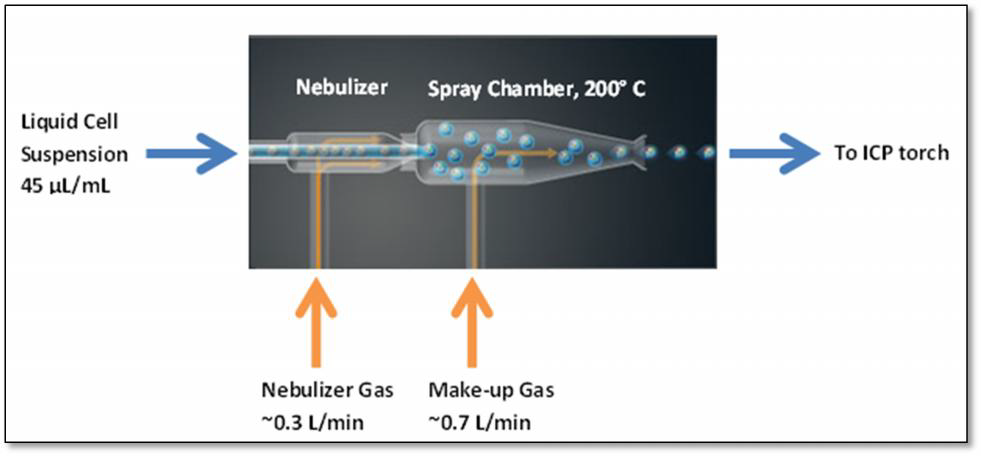 Nebulizer
Spray Chamber, 200° C
Liquid Cell
Suspension
45 µL/mL
To ICP torch
Nebulizer Gas
~0.3 L/min
Make-up Gas
~0.7 L/min